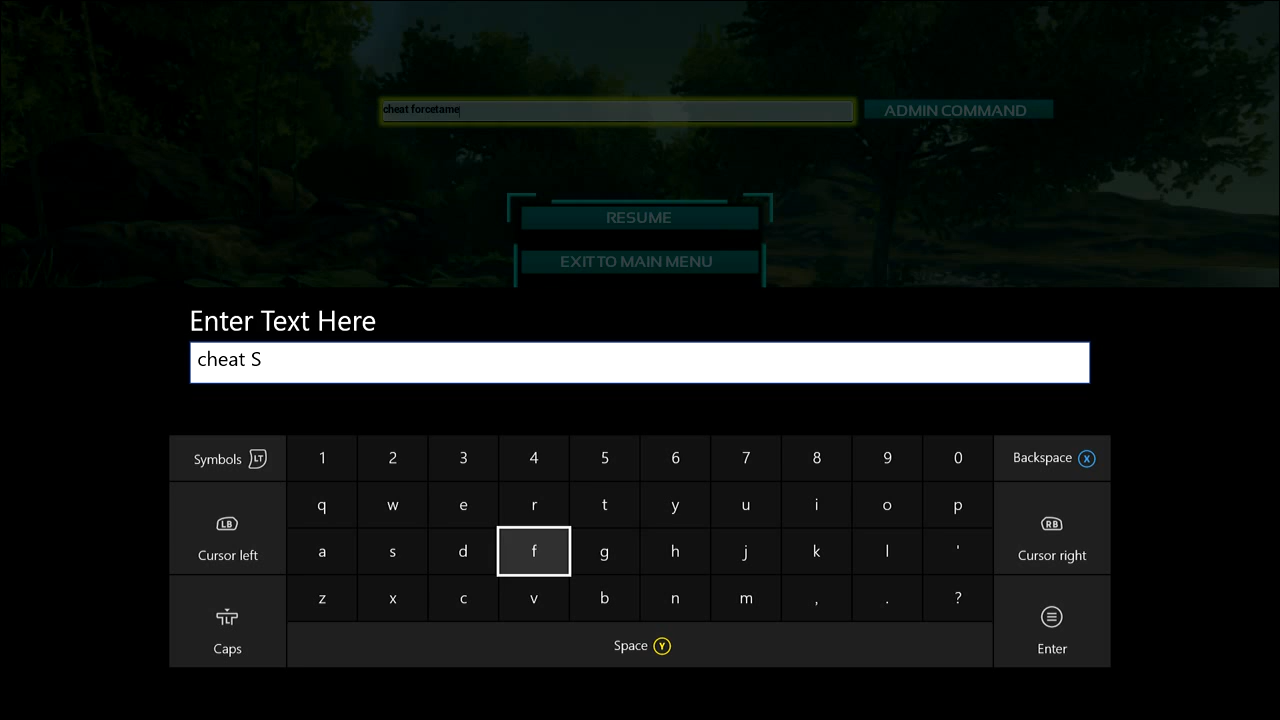 cheat forcetame
ADMIN COMMAND
RESUME
EXIT TO MAIN MENU
Enter Text Here
cheat S
Symbols LT 1 2 3 4 5 6 7 8 9 0 Backspace X
q w e r t y u i o p
LB Cursor left a s d f g h j k l ' RB Cursor right
z x c v b n m , . ?
LT Caps Space Y Enter